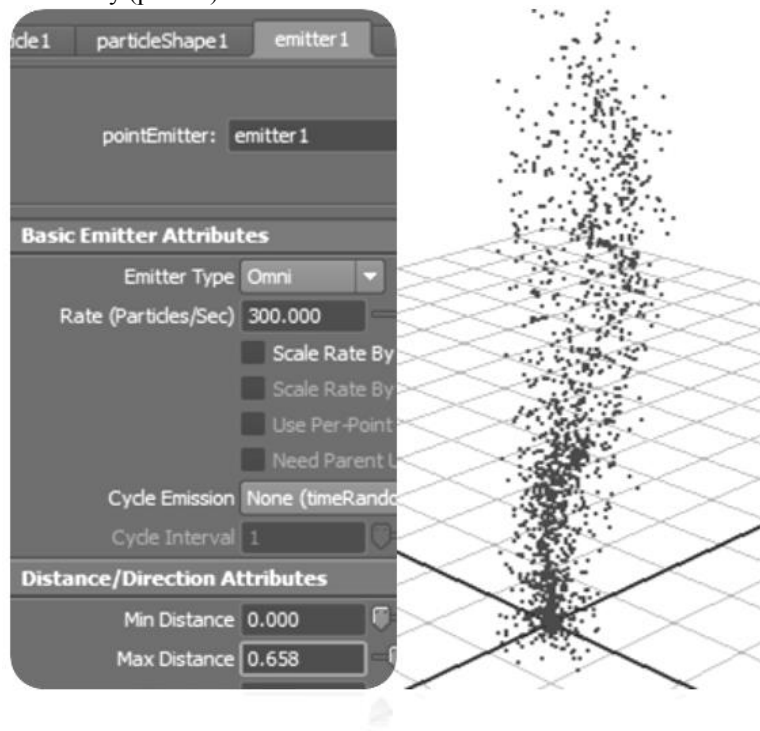 particleShape1 emitter1
pointEmitter: emitter1
Basic Emitter Attributes
Emitter Type Omni
Rate (Particles/Sec) 300.000
Scale Rate By
Scale Rate By
Use Per-Point
Need Parent U
Cycle Emission None (timeRando
Cycle Interval 1
Distance/Direction Attributes
Min Distance 0.000
Max Distance 0.658